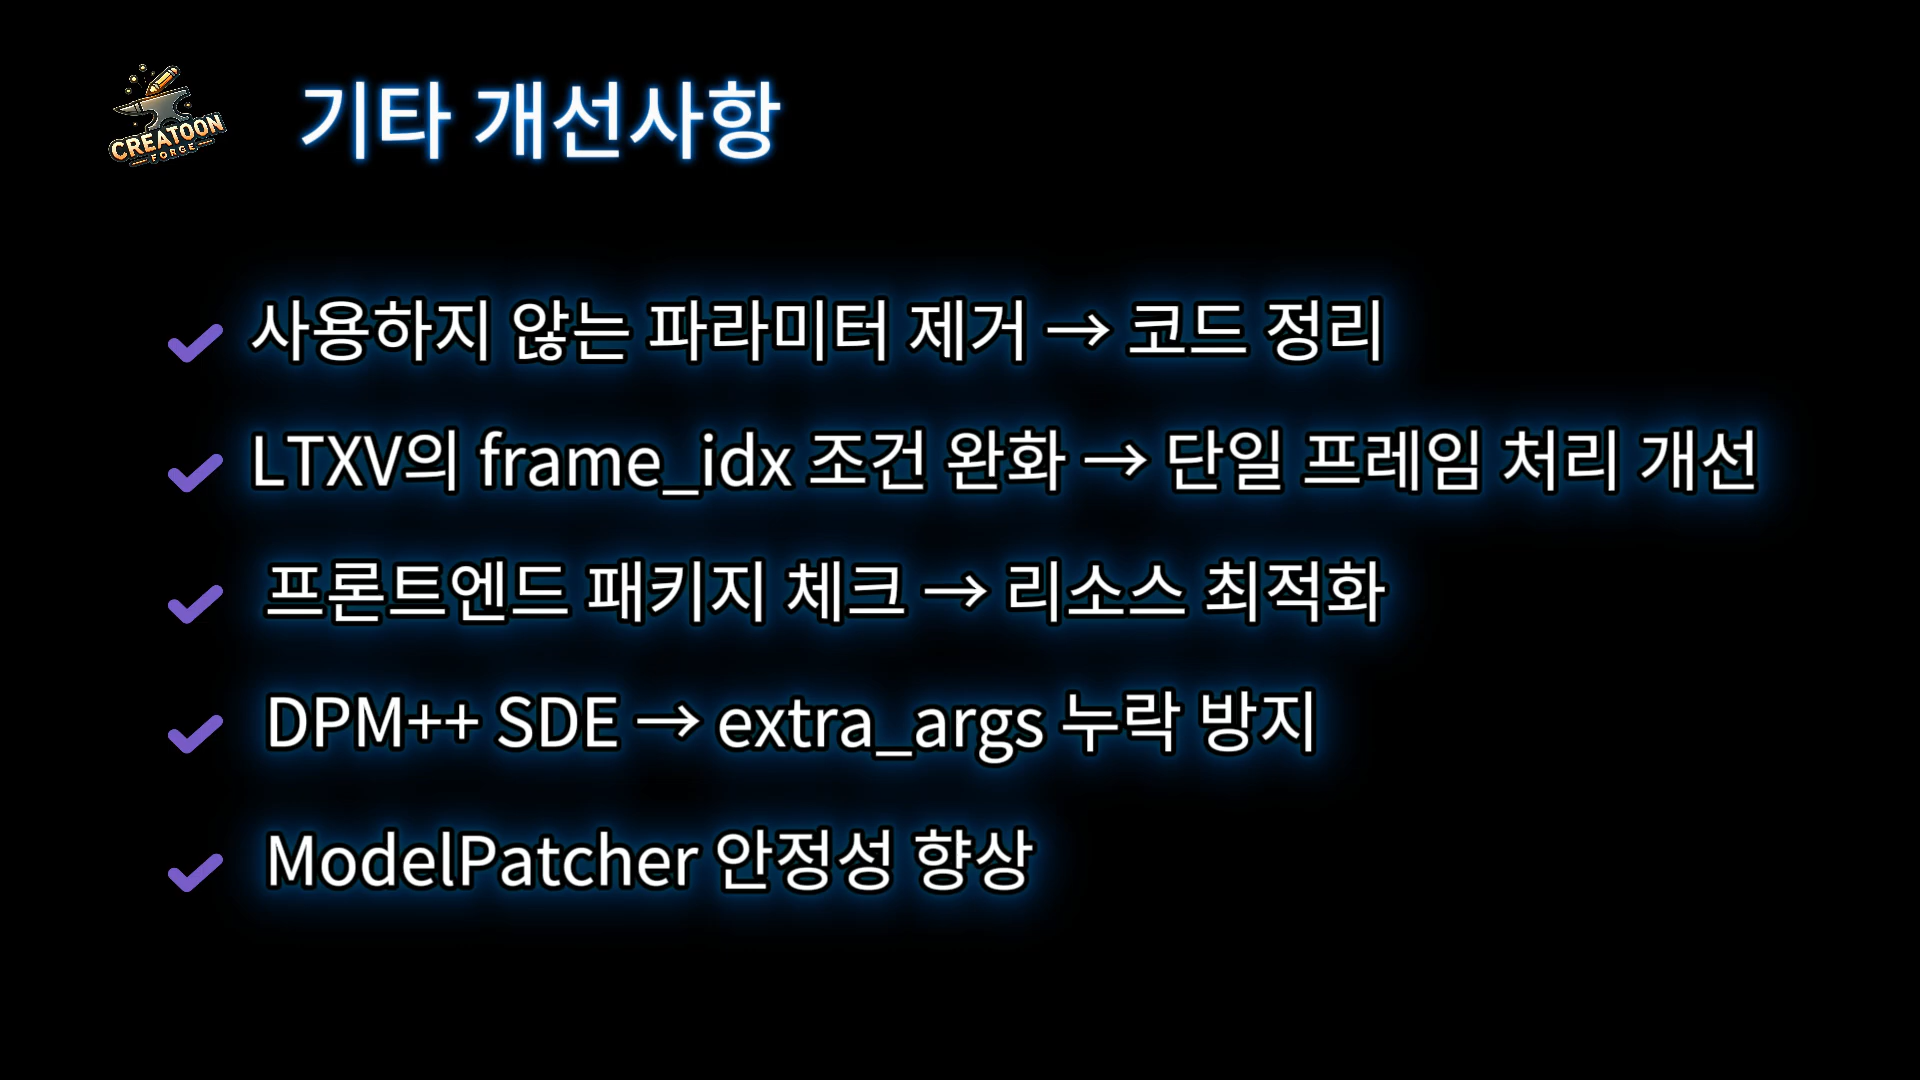 CREATOON
FORGE
기타 개선사항
사용하지 않는 파라미터 제거 → 코드 정리
LTXV의 frame_idx 조건 완화 → 단일 프레임 처리 개선
프론트엔드 패키지 체크 → 리소스 최적화
DPM++ SDE → extra_args 누락 방지
ModelPatcher 안정성 향상